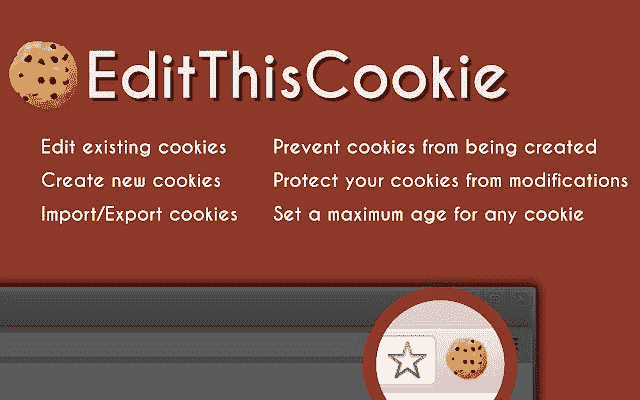 EditThisCookie
Edit existing cookies
Create new cookies
Import/Export cookies
Prevent cookies from being created
Protect your cookies from modifications
Set a maximum age for any cookie